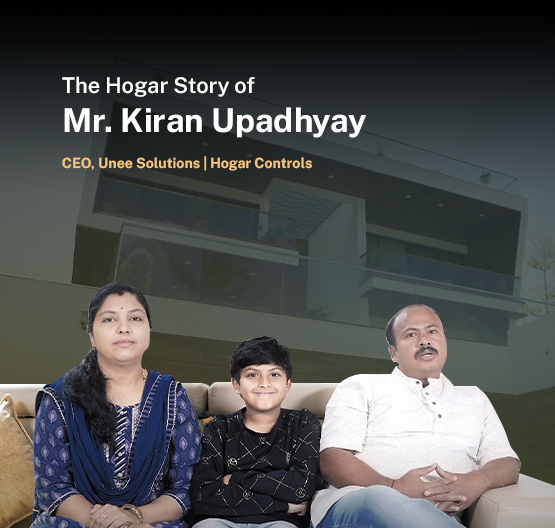 The Hogar Story of
Mr. Kiran Upadhyay
CEO, Unee Solutions | Hogar Controls